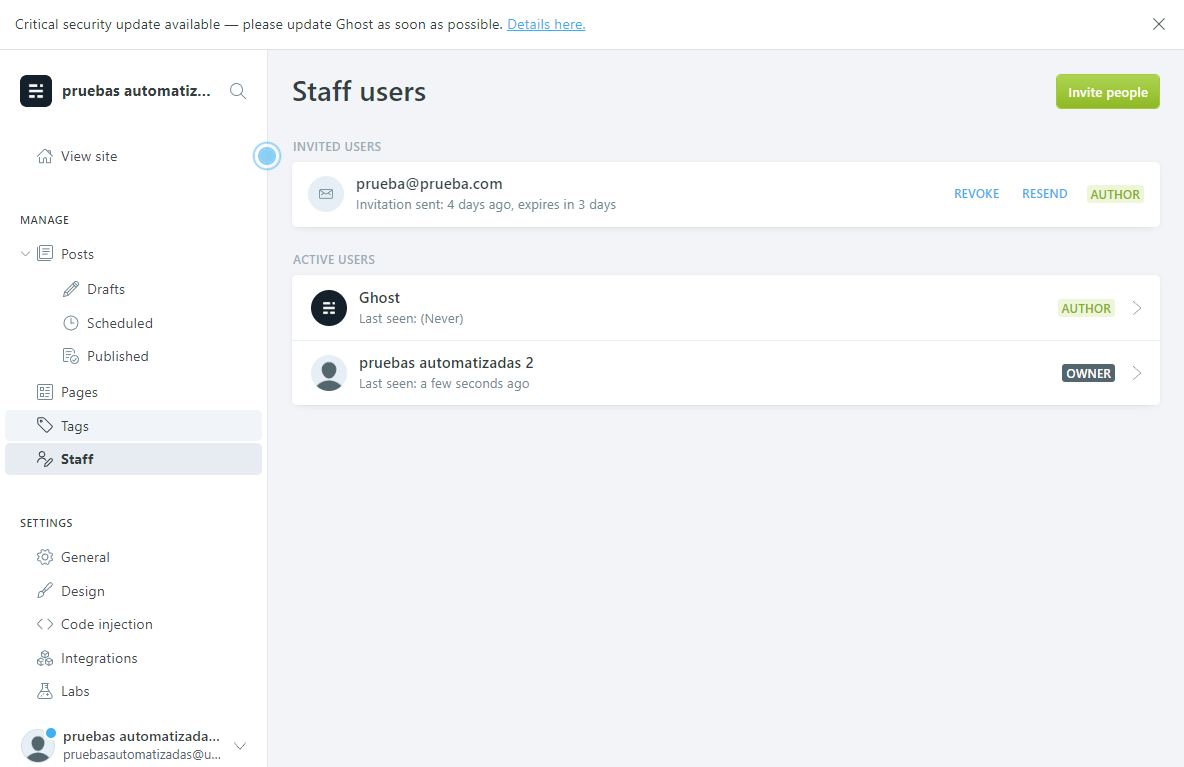 Critical security update available — please update Ghost as soon as possible. Details here.
pruebas automatiz...
View site
MANAGE
Posts
Drafts
Scheduled
Published
Pages
Tags
Staff
SETTINGS
General
Design
Code injection
Integrations
Labs
pruebas automatizada...
pruebasautomatizadas@u...
Staff users
Invite people
INVITED USERS
prueba@prueba.com
Invitation sent: 4 days ago, expires in 3 days
REVOKE RESEND AUTHOR
ACTIVE USERS
Ghost
Last seen: (Never)
AUTHOR
pruebas automatizadas 2
Last seen: a few seconds ago
OWNER